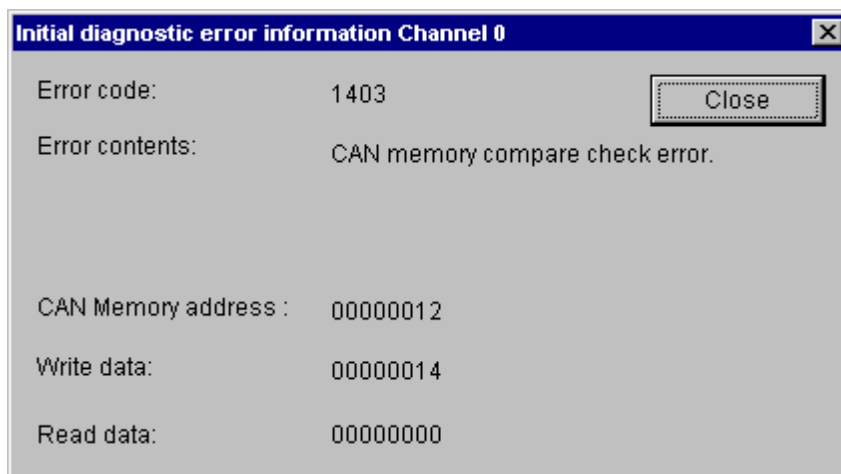 Initial diagnostic error information Channel 0
Error code: 1403 Close
Error contents: CAN memory compare check error.
CAN Memory address : 00000012
Write data: 00000014
Read data: 00000000